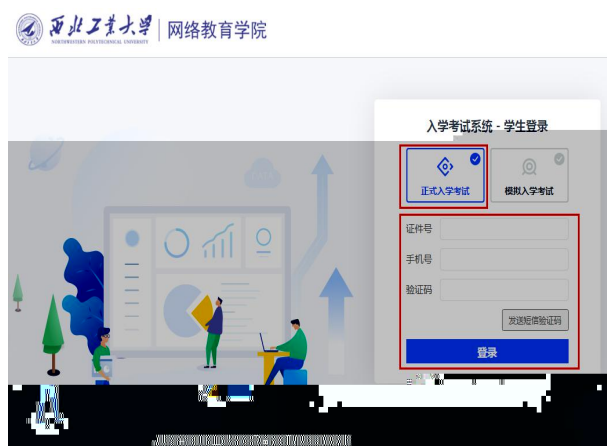 西北工业大学 网络教育学院
NORTHWESTERN POLYTECHNICAL UNIVERSITY
入学考试系统 - 学生登录
正式入学考试 模拟入学考试
证件号
手机号
验证码
发送短信验证码
登录